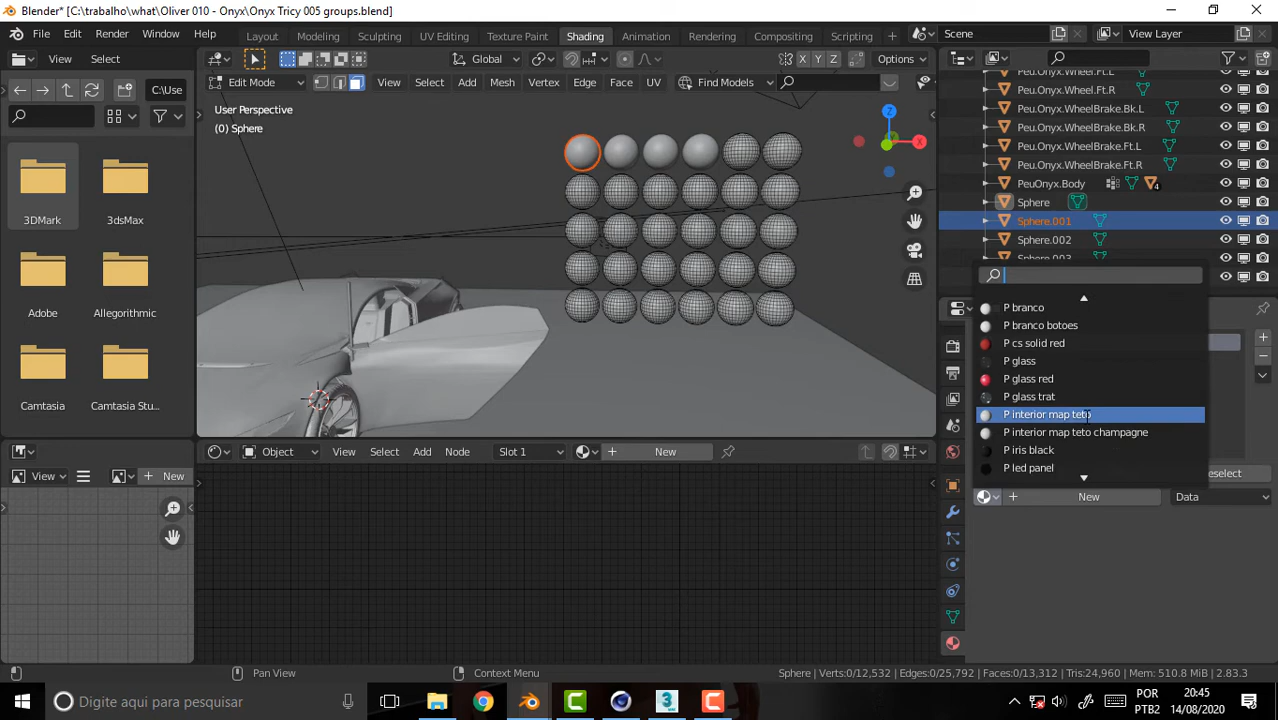 Blender* [C:\trabalho\what\Oliver 010 - Onyx\Onyx Tricy 005 groups.blend]
File Edit Render Window Help Layout Modeling Sculpting UV Editing Texture Paint Shading Animation Rendering Compositing Scripting + Scene View Layer
View Select Global X Y Z Options
C:\Use Edit Mode View Select Add Mesh Vertex Edge Face UV Find Models
User Perspective
(0) Sphere
Z
X
3DMark 3dsMax
Adobe Allegorithmic
Camtasia Camtasia Stu...
Peu.Onyx.Wheel.Ft.L
Peu.Onyx.Wheel.Ft.R
Peu.Onyx.WheelBrake.Bk.L
Peu.Onyx.WheelBrake.Bk.R
Peu.Onyx.WheelBrake.Ft.L
Peu.Onyx.WheelBrake.Ft.R
PeuOnyx.Body 4
Sphere
Sphere.001
Sphere.002
Sphere.003
P branco
P branco botoes
P cs solid red
P glass
P glass red
P glass trat
P interior map teto
P interior map teto champagne
P iris black
P led panel
eselect
New Data
Object View Select Add Node Slot 1 New
View New
Pan View Context Menu Sphere | Verts:0/12,532 | Edges:0/25,792 | Faces:0/13,312 | Tris:24,960 | Mem: 510.8 MiB | 2.83.3
Digite aqui para pesquisar
POR
PTB2
20:45
14/08/2020